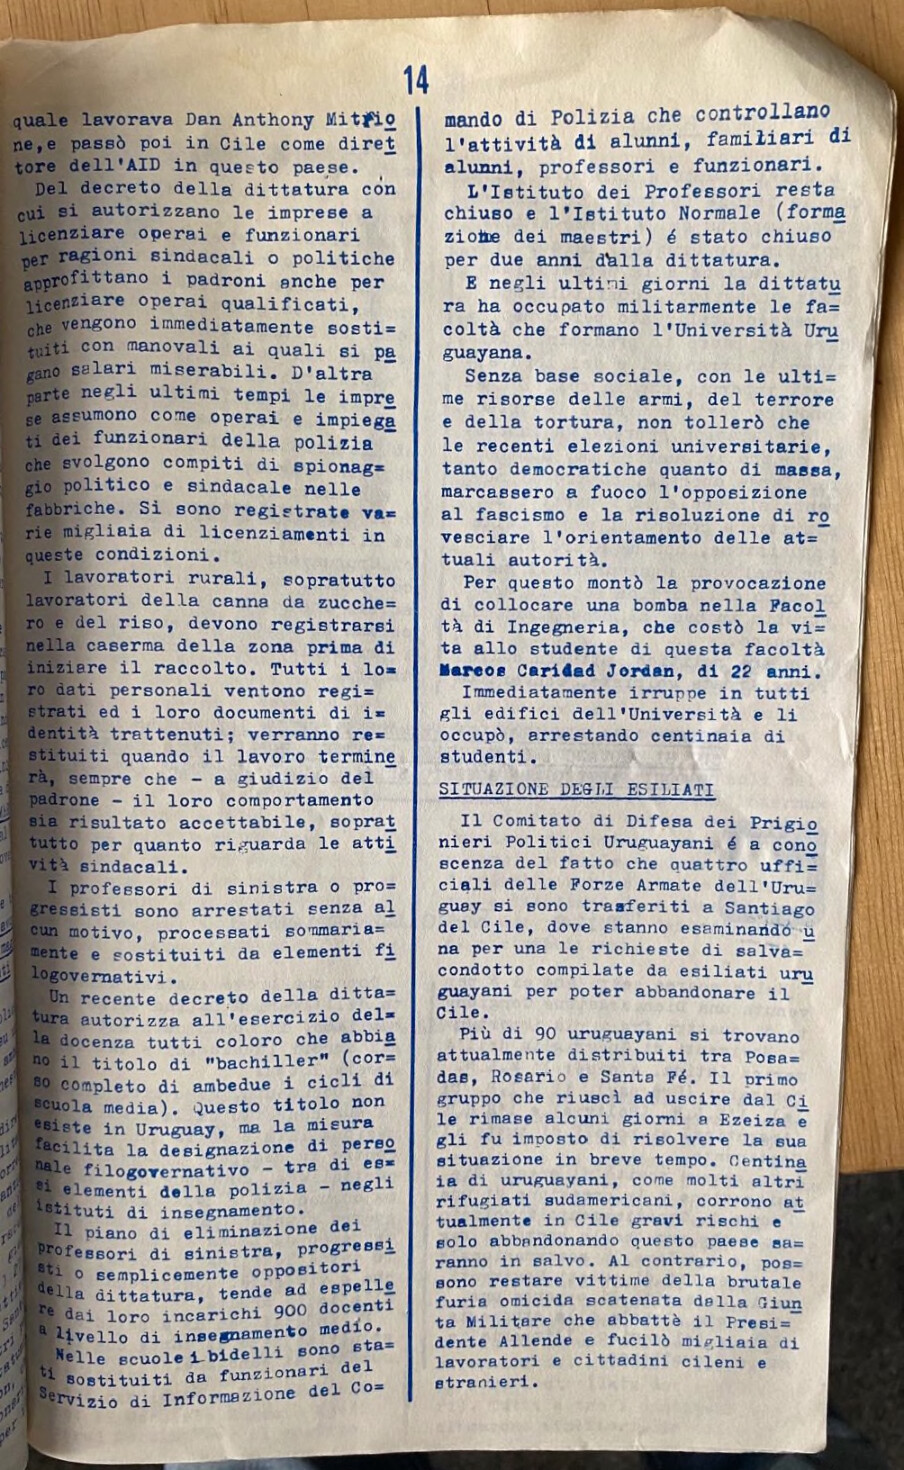 14
quale lavorava Dan Anthony Mitrio
ne,e passò poi in Cile come diret
tore dell'AID in questo paese.
Del decreto della dittatura con
cui si autorizzano le imprese a
licenziare operai e funzionari
per ragioni sindacali o politiche
approfittano i padroni anche per
licenziare operai qualificati,
che vengono immediatamente sosti=
tuiti con manovali ai quali si pa
gano salari miserabili. D'altra
parte negli ultimi tempi le impre
se assumono come operai e impiega
ti dei funzionari della polizia
che svolgono compiti di spionag=
gio politico e sindacale nelle
fabbriche. Si sono registrate va=
rie migliaia di licenziamenti in
queste condizioni.
I lavoratori rurali, sopratutto
lavoratori della canna da zucche=
ro e del riso, devono registrarsi
nella caserma della zona prima di
iniziare il raccolto. Tutti i lo=
ro dati personali ventono regi=
strati ed i loro documenti di i=
dentità trattenuti; verranno re=
stituiti quando il lavoro termine
rà, sempre che - a giudizio del
padrone - il loro comportamento
sia risultato accettabile, soprat
tutto per quanto riguarda le atti
vità sindacali.
I professori di sinistra o pro=
gressisti sono arrestati senza al
cun motivo, processati sommaria=
mente e sostituiti da elementi fi
logovernativi.
Un recente decreto della ditta=
tura autorizza all'esercizio del=
la docenza tutti coloro che abbia
no il titolo di "bachiller" (cor=
so completo di ambedue i cicli di
scuola media). Questo titolo non
esiste in Uruguay, ma la misura
facilita la designazione di perso
nale filogovernativo - tra di es=
si elementi della polizia - negli
istituti di insegnamento.
Il piano di eliminazione dei
professori di sinistra, progressi
sti o semplicemente oppositori
della dittatura, tende ad espelle
re dai loro incarichi 900 docenti
a livello di insegnamento medio.
Nelle scuole i bidelli sono sta=
ti sostituiti da funzionari del
Servizio di Informazione del Co=
mando di Polizia che controllano
l'attività di alunni, familiari di
alunni, professori e funzionari.
L'Istituto dei Professori resta
chiuso e l'Istituto Normale (forma
zione dei maestri) é stato chiuso
per due anni dalla dittatura.
E negli ultimi giorni la dittatu
ra ha occupato militarmente le fa=
coltà che formano l'Università Uru
guayana.
Senza base sociale, con le ulti=
me risorse delle armi, del terrore
e della tortura, non tollerò che
le recenti elezioni universitarie,
tanto democratiche quanto di massa,
marcassero a fuoco l'opposizione
al fascismo e la risoluzione di ro
vesciare l'orientamento delle at=
tuali autorità.
Per questo montò la provocazione
di collocare una bomba nella Facol
tà di Ingegneria, che costò la vi=
ta allo studente di questa facoltà
Marcos Caridad Jordan, di 22 anni.
Immediatamente irruppe in tutti
gli edifici dell'Università e li
occupò, arrestando centinaia di
studenti.
SITUAZIONE DEGLI ESILIATI
Il Comitato di Difesa dei Prigio
nieri Politici Uruguayani é a cono
scenza del fatto che quattro uffi=
ciali delle Forze Armate dell'Uru=
guay si sono trasferiti a Santiago
del Cile, dove stanno esaminando u
na per una le richieste di salva=
condotto compilate da esiliati uru
guayani per poter abbandonare il
Cile.
Più di 90 uruguayani si trovano
attualmente distribuiti tra Posa=
das, Rosario e Santa Fé. Il primo
gruppo che riuscì ad uscire dal Ci
le rimase alcuni giorni a Ezeiza e
gli fu imposto di risolvere la sua
situazione in breve tempo. Centina
ia di uruguayani, come molti altri
rifugiati sudamericani, corrono at
tualmente in Cile gravi rischi e
solo abbandonando questo paese sa=
ranno in salvo. Al contrario, pos=
sono restare vittime della brutale
furia omicida scatenata dalla Giun
ta Militare che abbattè il Presi=
dente Allende e fucilò migliaia di
lavoratori e cittadini cileni e
stranieri.